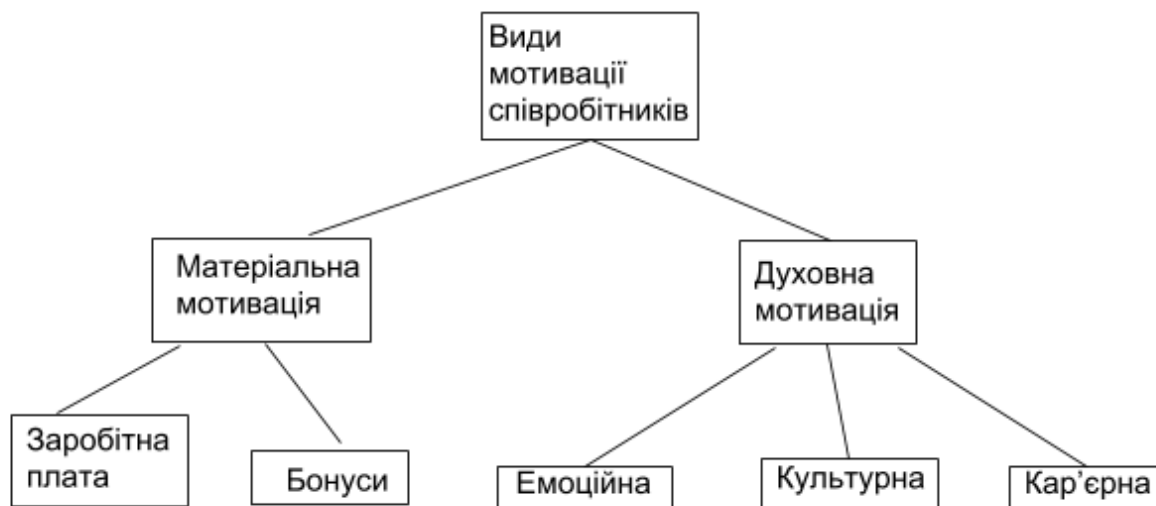 Види
мотивації
співробітників
Матеріальна
мотивація
Духовна
мотивація
Заробітна
плата
Бонуси
Емоційна
Культурна
Кар’єрна